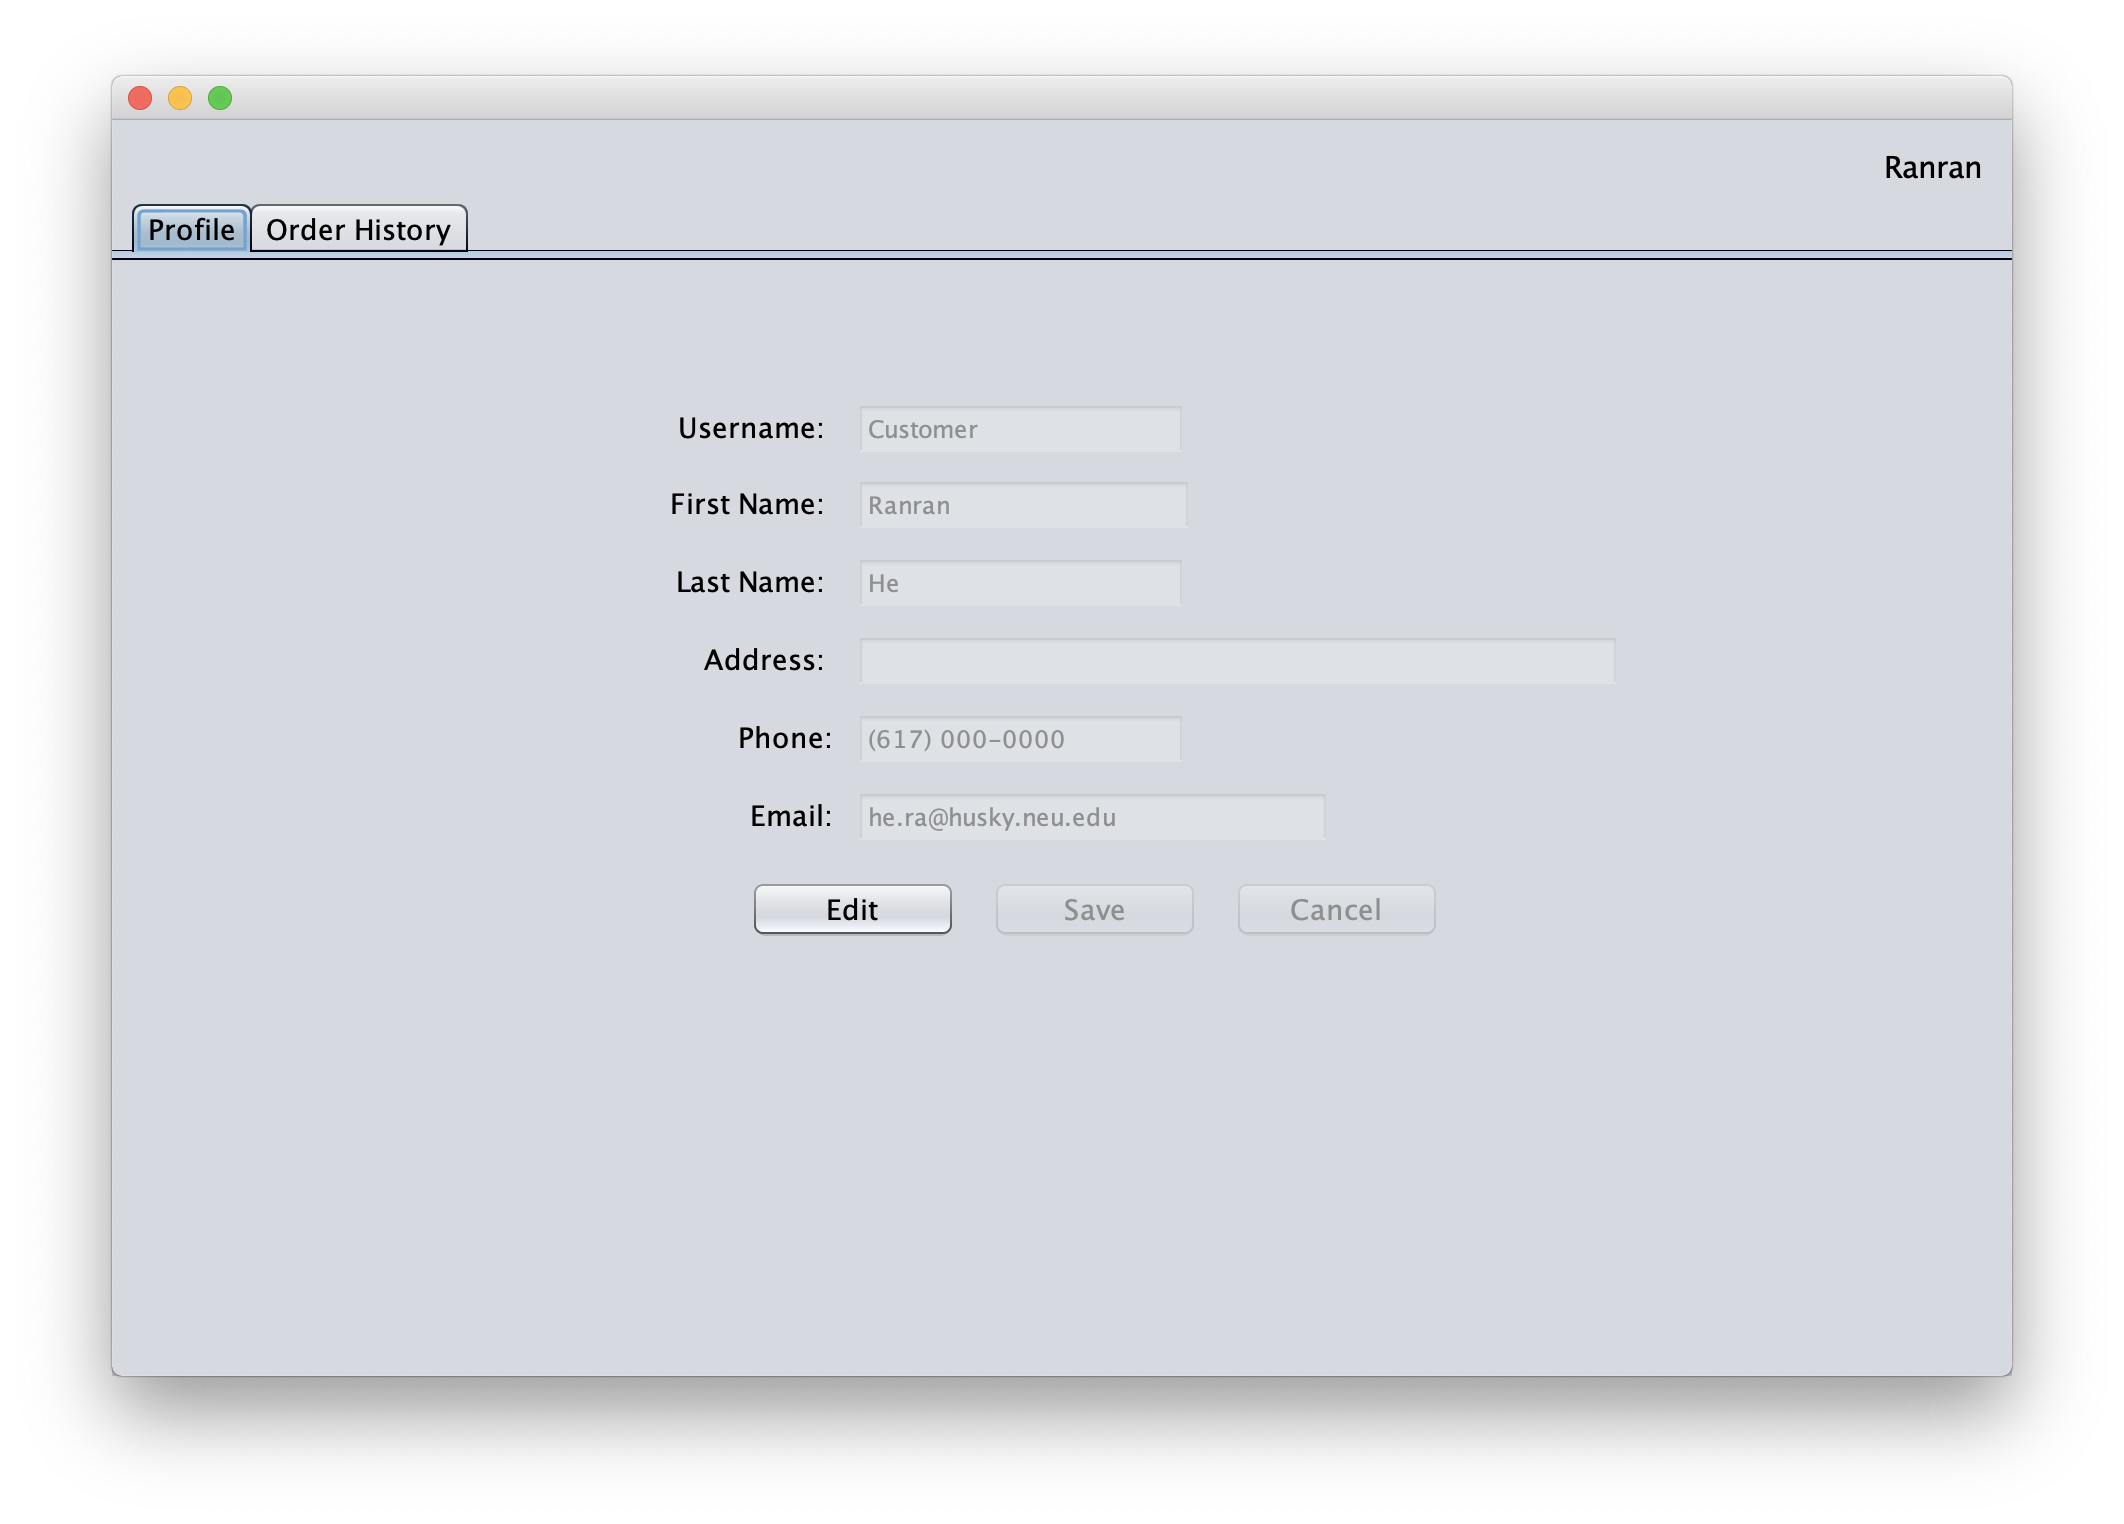 Ranran
Profile Order History
Username: Customer
First Name: Ranran
Last Name: He
Address:
Phone: (617) 000-0000
Email: he.ra@husky.neu.edu
Edit Save Cancel